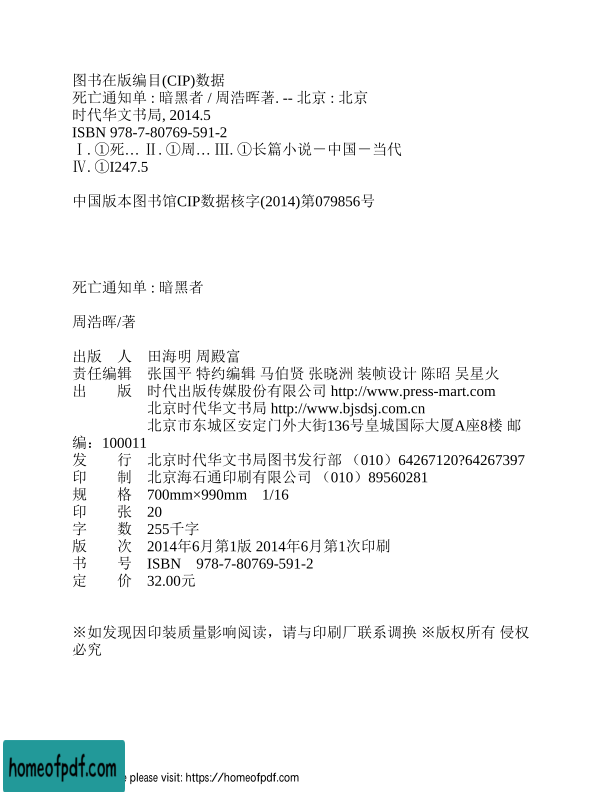 图书在版编目(CIP)数据
死亡通知单 : 暗黑者 / 周浩晖著. -- 北京 : 北京
时代华文书局, 2014.5
ISBN 978-7-80769-591-2
Ⅰ. ①死… Ⅱ. ①周… Ⅲ. ①长篇小说－中国－当代
Ⅳ. ①I247.5
中国版本图书馆CIP数据核字(2014)第079856号
死亡通知单 : 暗黑者
周浩晖/著
出版　人　田海明 周殿富
责任编辑　张国平 特约编辑 马伯贤 张晓洲 装帧设计 陈昭 吴星火
出　　版　时代出版传媒股份有限公司 http://www.press-mart.com
北京时代华文书局 http://www.bjsdsj.com.cn
北京市东城区安定门外大街136号皇城国际大厦A座8楼 邮
编：100011
发　　行　北京时代华文书局图书发行部 （010）64267120?64267397
印　　制　北京海石通印刷有限公司 （010）89560281
规　　格　700mm×990mm　1/16
印　　张　20
字　　数　255千字
版　　次　2014年6月第1版 2014年6月第1次印刷
书　　号　ISBN　978-7-80769-591-2
定　　价　32.00元
※如发现因印装质量影响阅读，请与印刷厂联系调换 ※版权所有 侵权
必究
homeofpdf.com
please visit: https://homeofpdf.com